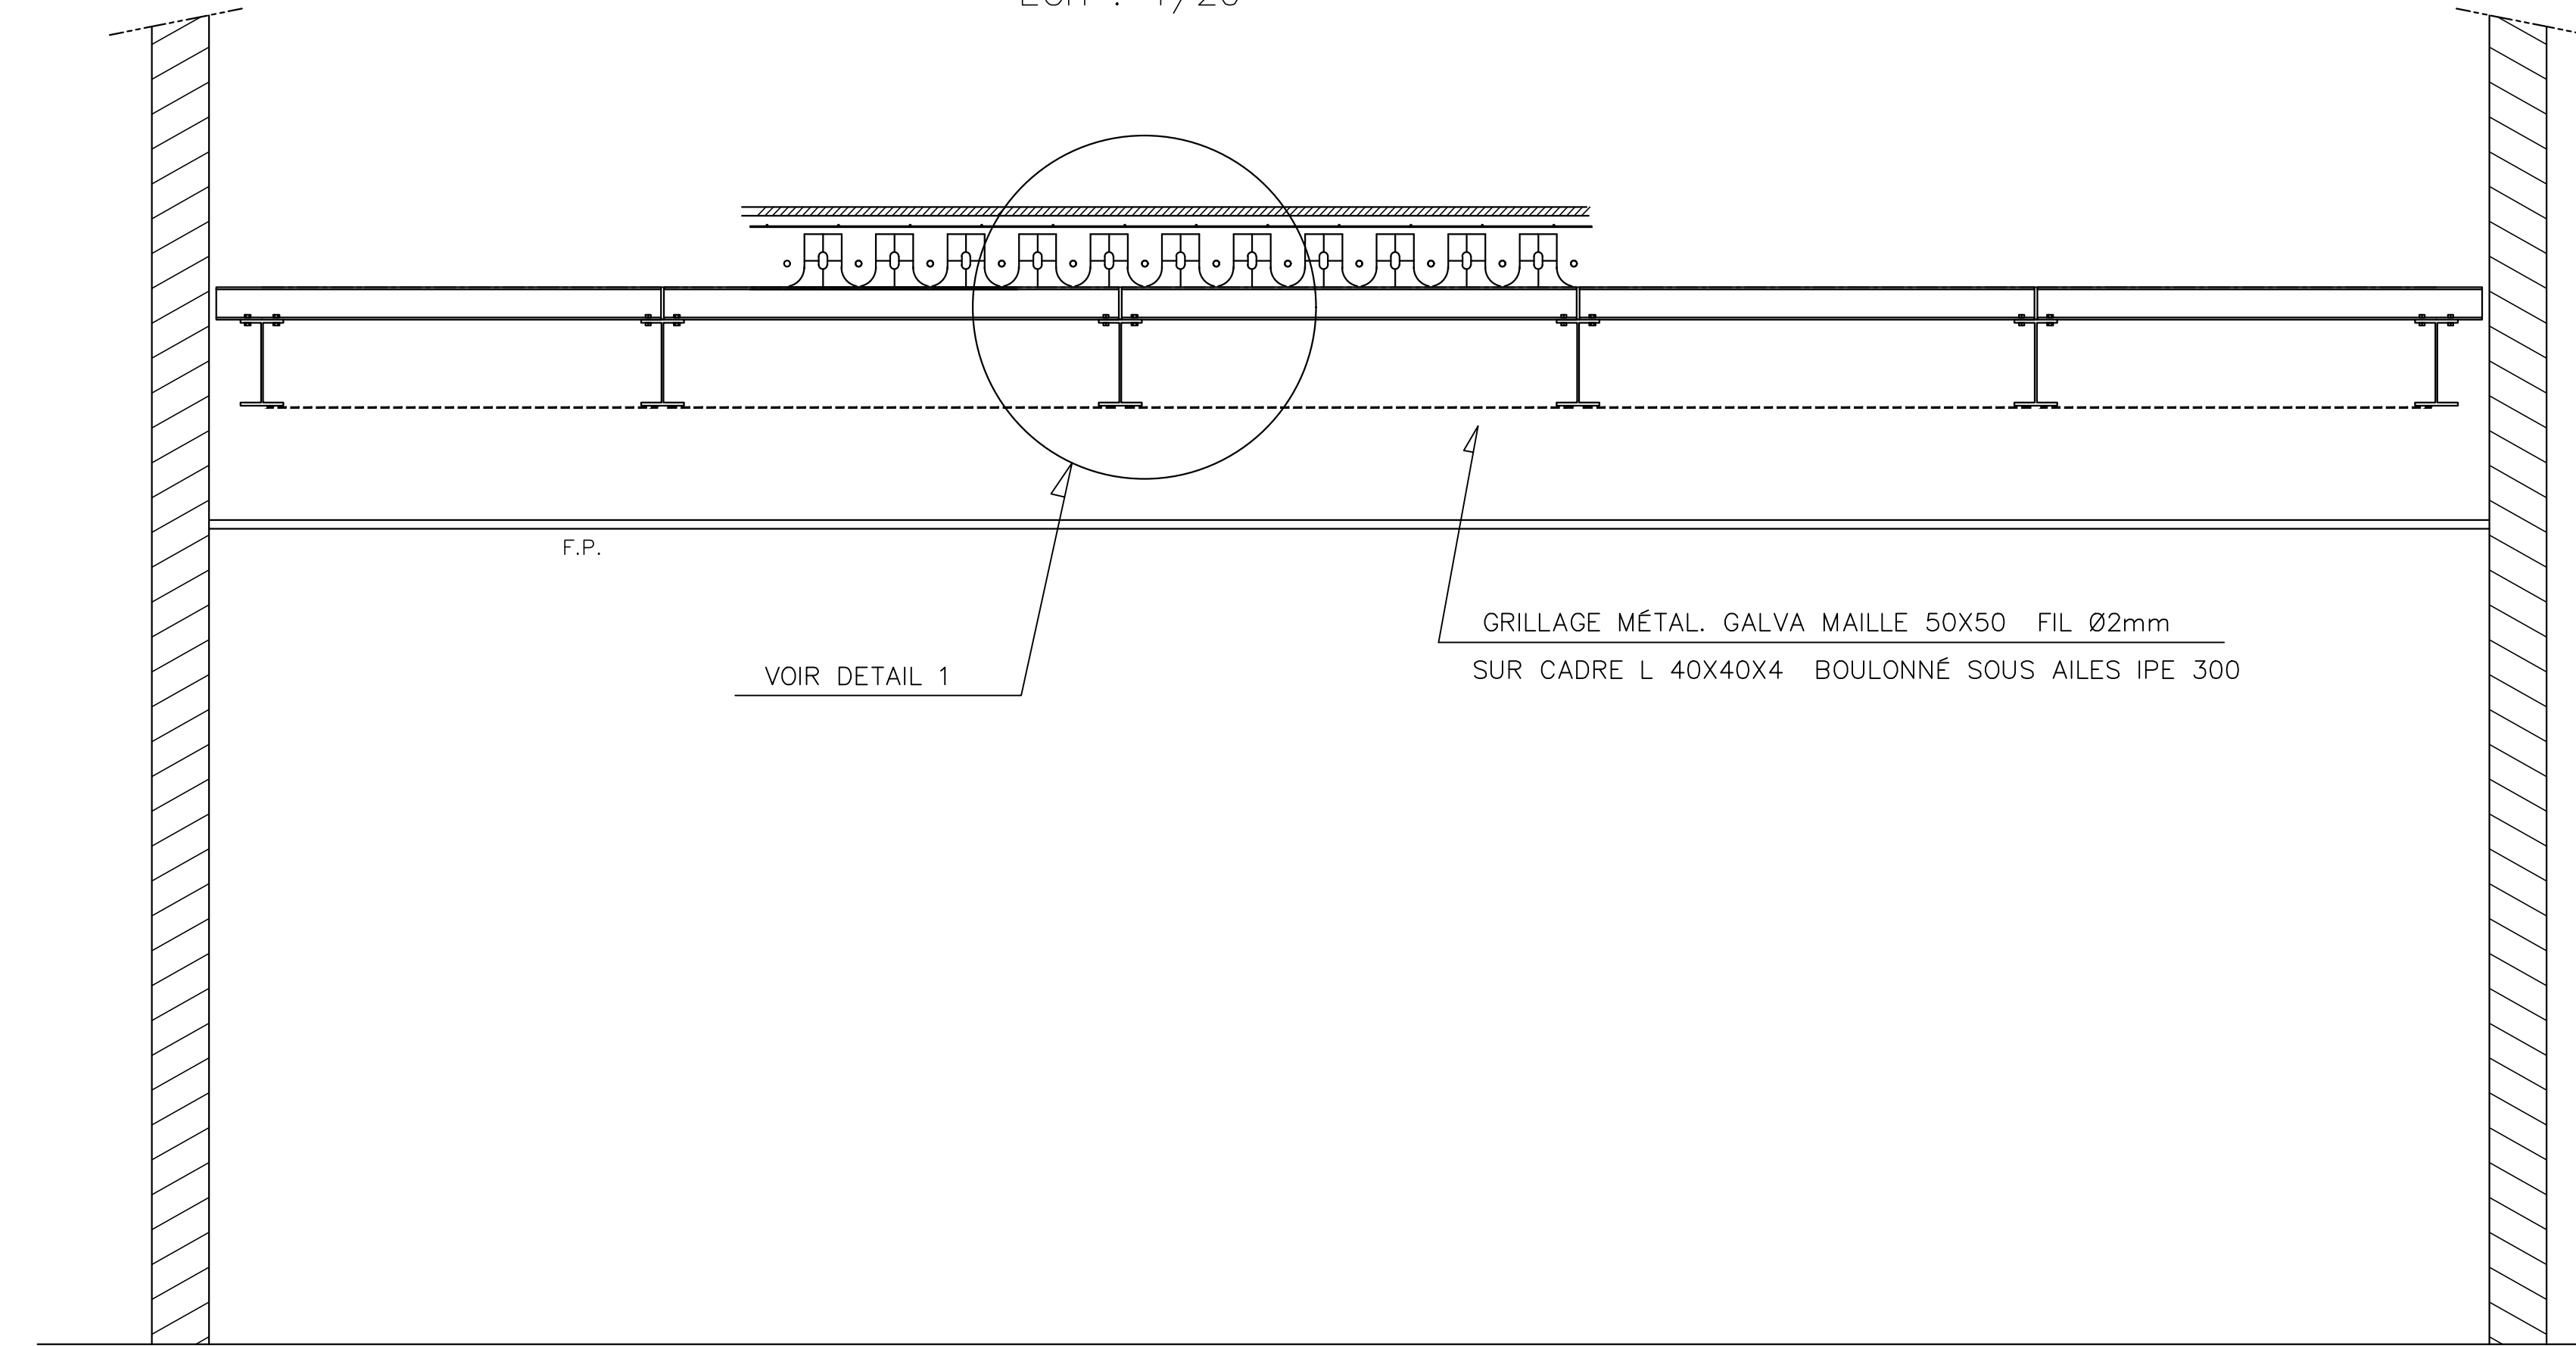 F.P.
GRILLAGE MÉTAL. GALVA MAILLE 50X50 FIL Ø2mm
SUR CADRE L 40X40X4 BOULONNÉ SOUS AILES IPE 300
VOIR DETAIL 1